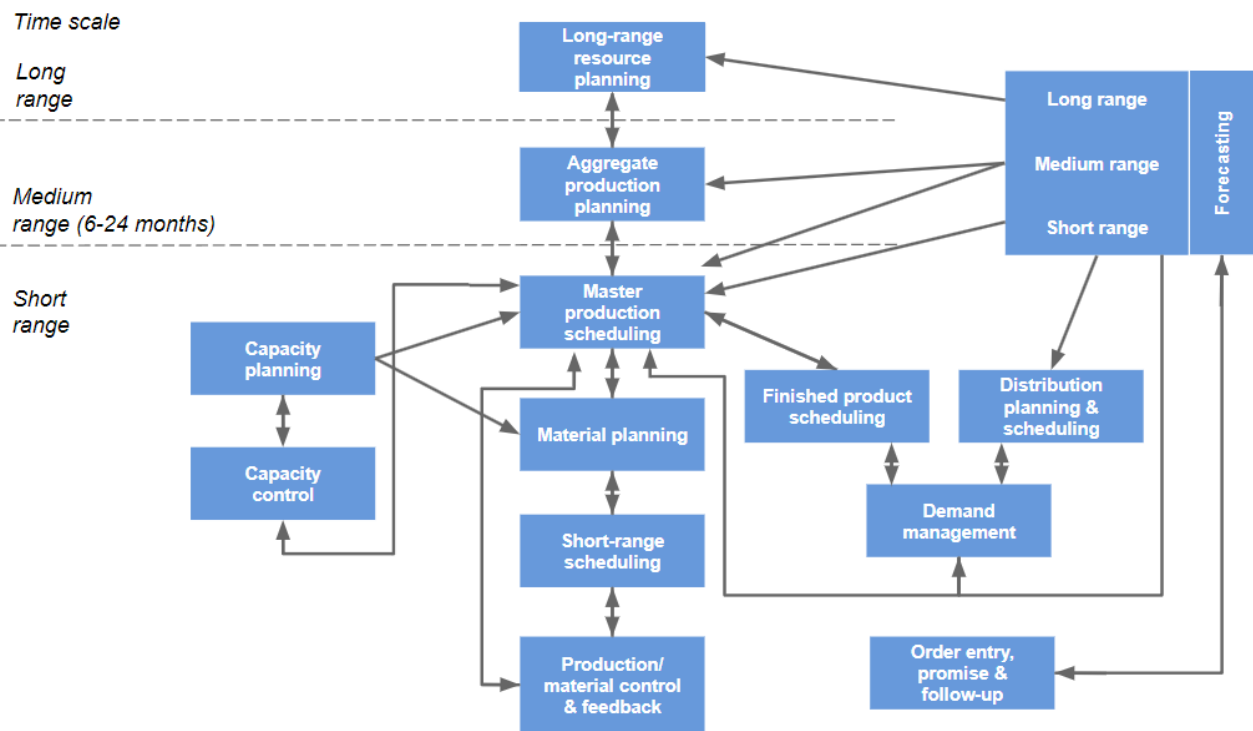 Time scale
Long
range
Medium
range (6-24 months)
Short
range
Long-range
resource
planning
Aggregate
production
planning
Master
production
scheduling
Capacity
planning
Capacity
control
Material planning
Short-range
scheduling
Production/
material control
& feedback
Long range
Medium range
Short range
Forecasting
Finished product
scheduling
Distribution
planning &
scheduling
Demand
management
Order entry,
promise &
follow-up